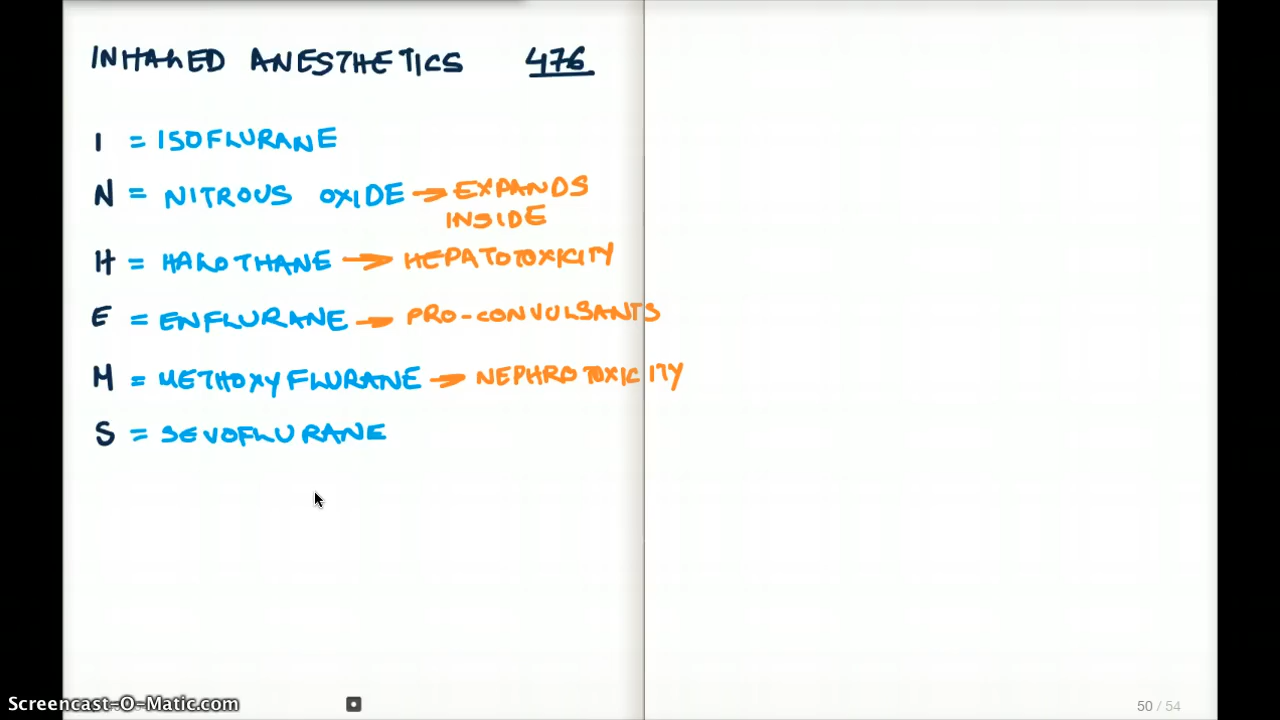 INHALED ANESTHETICS 476
I = ISOFLURANE
N = NITROUS OXIDE → EXPANDS
INSIDE
H = HALOTHANE → HEPATOTOXICITY
E = ENFLURANE → PRO-CONVULSANTS
M = METHOXYFLURANE → NEPHROTOXICITY
S = SEVOFLURANE
Screencast-O-Matic.com
50 / 54